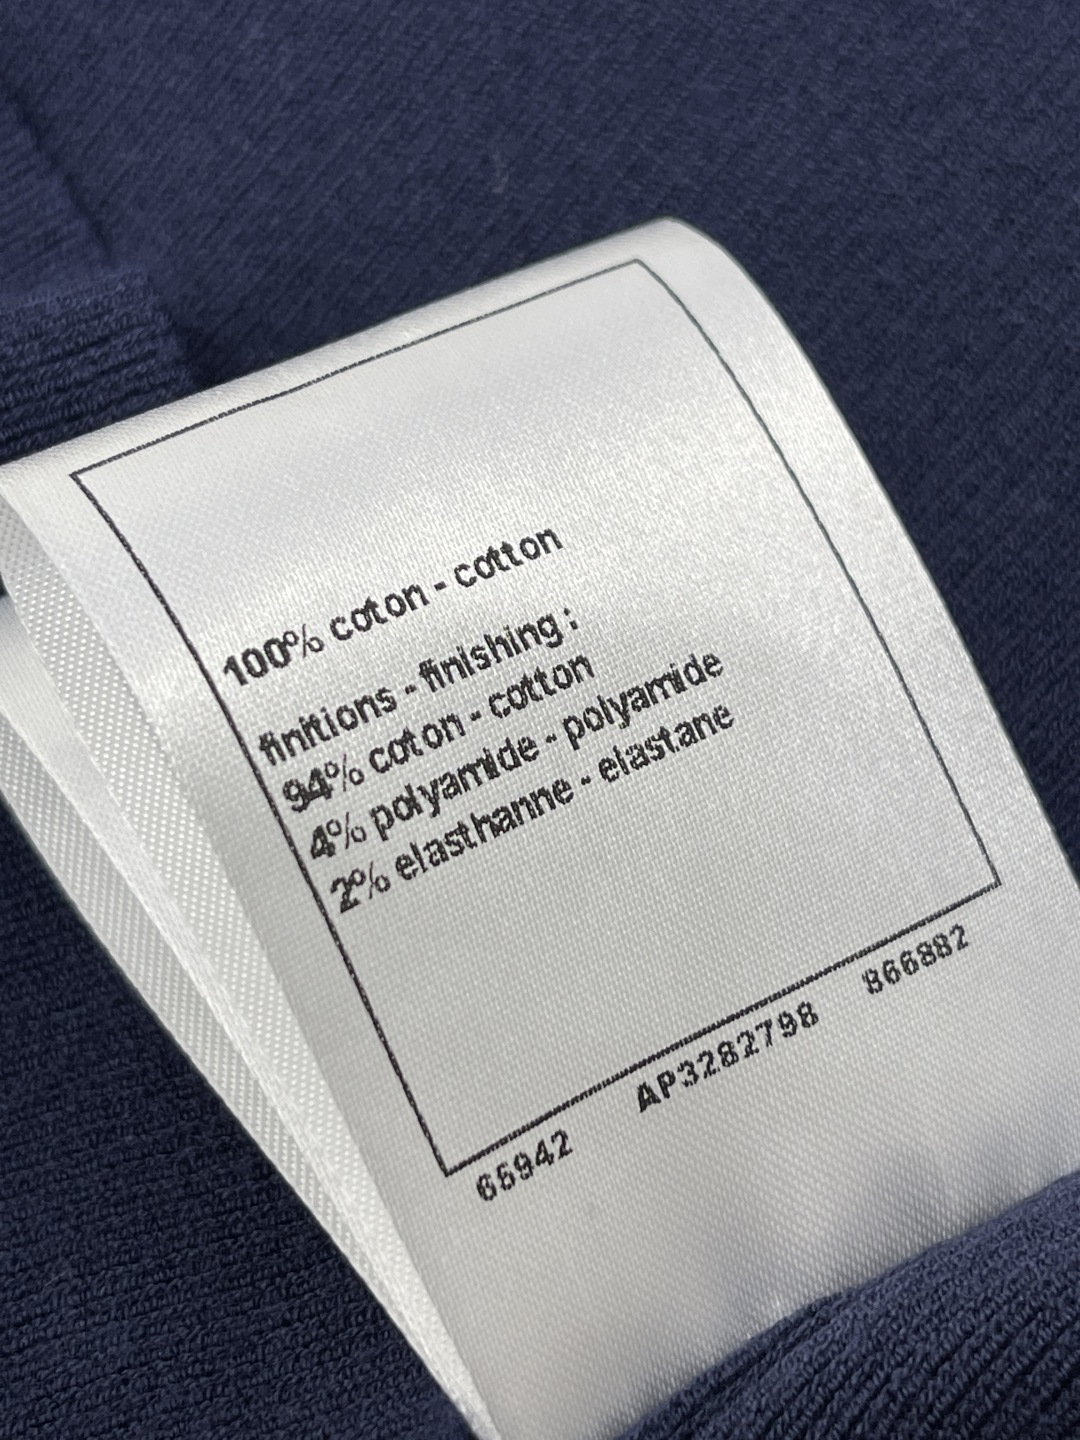 100% coton - cotton
finitions - finishing :
94% coton - cotton
4% polyamide - polyamide
2% elasthanne - elastane
66942 AP3282798 866882